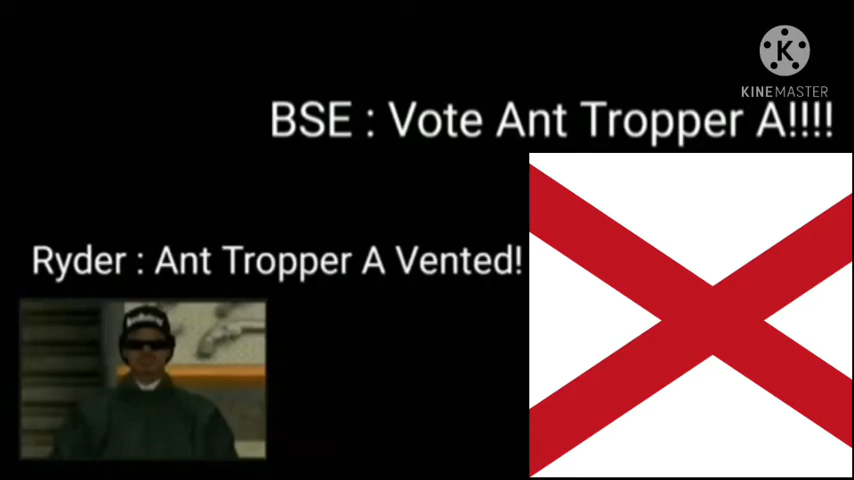 KINEMASTER
BSE : Vote Ant Tropper A!!!!
Ryder : Ant Tropper A Vented!